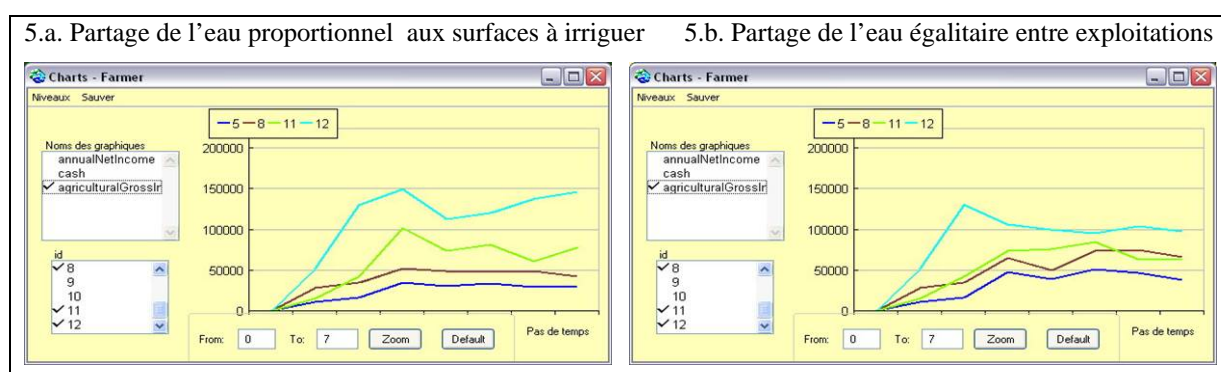 5.a. Partage de l’eau proportionnel aux surfaces à irriguer
5.b. Partage de l’eau égalitaire entre exploitations
Charts - Farmer
Niveaux Sauver
5 8 11 12
Noms des graphiques
annualNetIncome
cash
agriculturalGrossIr
id
8
9
10
11
12
200000
150000
100000
50000
0
From: 0 To: 7 Zoom Default
Pas de temps
Charts - Farmer
Niveaux Sauver
5 8 11 12
Noms des graphiques
annualNetIncome
cash
agriculturalGrossIr
id
8
9
10
11
12
200000
150000
100000
50000
0
From: 0 To: 7 Zoom Default
Pas de temps